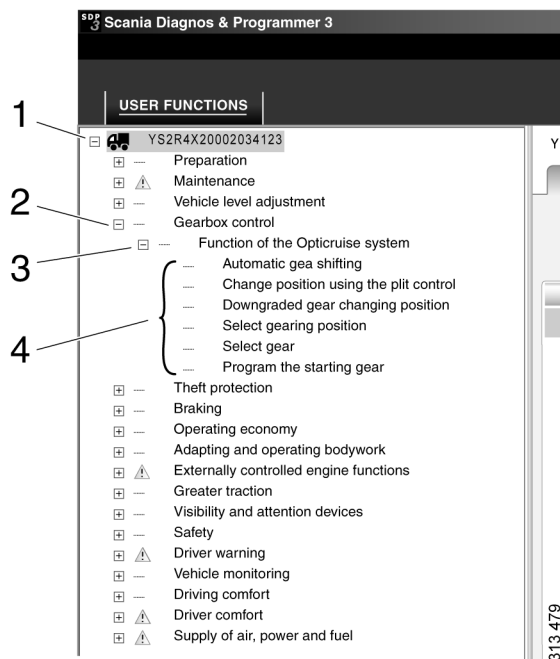 SDP 3 Scania Diagnos & Programmer 3
USER FUNCTIONS
1
YS2R4X20002034123
Y
Preparation
Maintenance
Vehicle level adjustment
2
Gearbox control
3
Function of the Opticruise system
Automatic gea shifting
Change position using the plit control
Downgraded gear changing position
4
Select gearing position
Select gear
Program the starting gear
Theft protection
Braking
Operating economy
Adapting and operating bodywork
Externally controlled engine functions
Greater traction
Visibility and attention devices
Safety
Driver warning
Vehicle monitoring
Driving comfort
Driver comfort
Supply of air, power and fuel
313 479